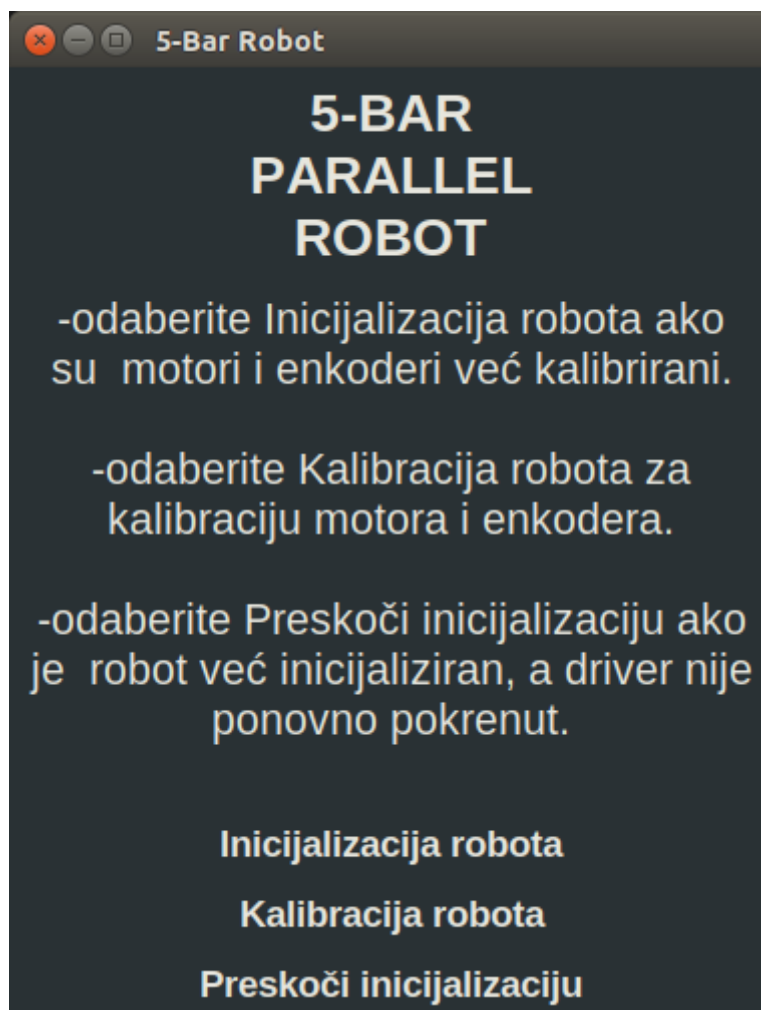 5-Bar Robot
5-BAR
PARALLEL
ROBOT
-odaberite Inicijalizacija robota ako
su  motori i enkoderi već kalibrirani.
-odaberite Kalibracija robota za
kalibraciju motora i enkodera.
-odaberite Preskoči inicijalizaciju ako
je  robot već inicijaliziran, a driver nije
ponovno pokrenut.
Inicijalizacija robota
Kalibracija robota
Preskoči inicijalizaciju